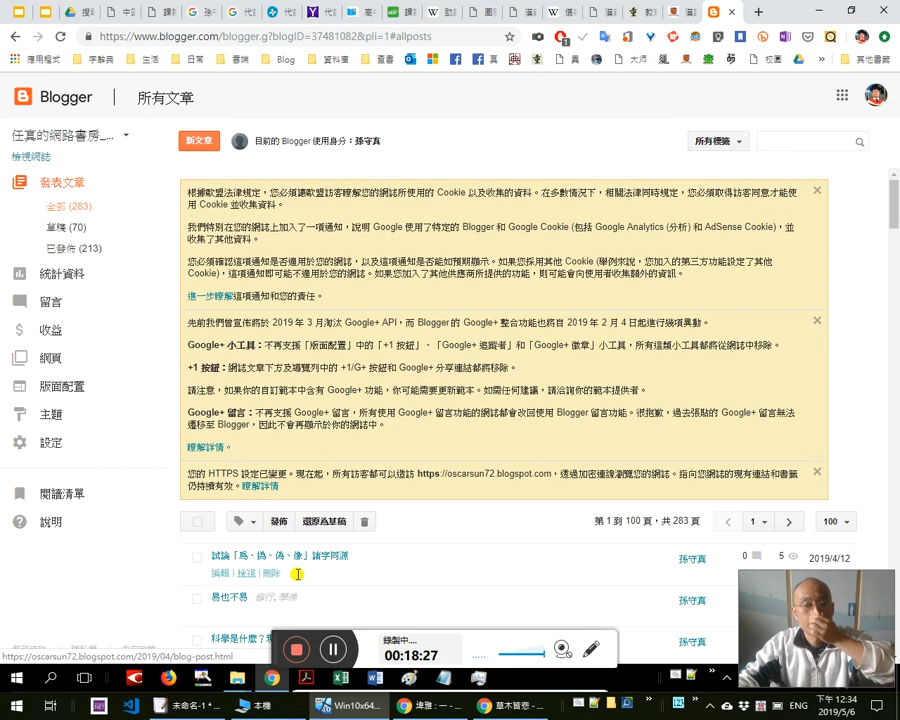 https://www.blogger.com/blogger.g?blogID=37481082&pli=1#allposts
應用程式 字辭典 生活 日常 雲端 Blog 資料庫 查書 真 異 大師 萌 校園 其他書籤
Blogger 所有文章
任真的網路書房_...
檢視網誌
新文章 目前的 Blogger 使用身分：孫守真 所有標籤
發表文章
全部 (283)
草稿 (70)
已發佈 (213)
統計資料
留言
收益
網頁
版面配置
主題
設定
閱讀清單
說明
根據歐盟法律規定，您必須讓歐盟訪客瞭解您的網誌所使用的 Cookie 以及收集的資料。在多數情況下，相關法律同時規定，您必須取得訪客同意才能使
用 Cookie 並收集資料。
我們特別在您的網誌上加入了一項通知，說明 Google 使用了特定的 Blogger 和 Google Cookie (包括 Google Analytics (分析) 和 AdSense Cookie)，並
收集了其他資料。
您必須確認這項通知是否適用於您的網誌，以及這項通知是否能如預期顯示。如果您採用其他 Cookie (舉例來說，您加入的第三方功能設定了其他
Cookie)，這項通知即可能不適用於您的網誌。如果您加入了其他供應商所提供的功能，則可能會向使用者收集額外的資訊。
進一步瞭解這項通知和您的責任。
先前我們曾宣佈將於 2019 年 3 月淘汰 Google+ API，而 Blogger 的 Google+ 整合功能也將自 2019 年 2 月 4 日起進行幾項異動。
Google+ 小工具：不再支援「版面配置」中的「+1 按鈕」、「Google+ 追蹤者」和「Google+ 徽章」小工具，所有這類小工具都將從網誌中移除。
+1 按鈕：網誌文章下方及導覽列中的 +1/G+ 按鈕和 Google+ 分享連結都將移除。
請注意，如果你的自訂範本中含有 Google+ 功能，你可能需要更新範本。如需任何建議，請洽詢你的範本提供者。
Google+ 留言：不再支援 Google+ 留言，所有使用 Google+ 留言功能的網誌都會改回使用 Blogger 留言功能。很抱歉，過去張貼的 Google+ 留言無法
遷移至 Blogger，因此不會再顯示於你的網誌中。
瞭解詳情。
您的 HTTPS 設定已變更。現在起，所有訪客都可以造訪 https://oscarsun72.blogspot.com，透過加密連線瀏覽您的網誌。指向您網誌的現有連結和書籤
仍持續有效。瞭解詳情
發佈 還原為草稿 第 1 到 100 頁，共 283 頁 1 100
試論「爲、撝、偽、像」諸字同源 孫守真 0 5 2019/4/12
編輯 | 檢視 | 刪除
易也不易 修行, 學佛 孫守真
科學是什麼? 孫守真
錄製中....
00:18:27
https://oscarsun72.blogspot.com/2019/04/blog-post.html
下午 12:34
未命名-1 * 本機 Win10x64... 埤雅: 一 -... 草木皆悲 -... ENG 2019/5/6